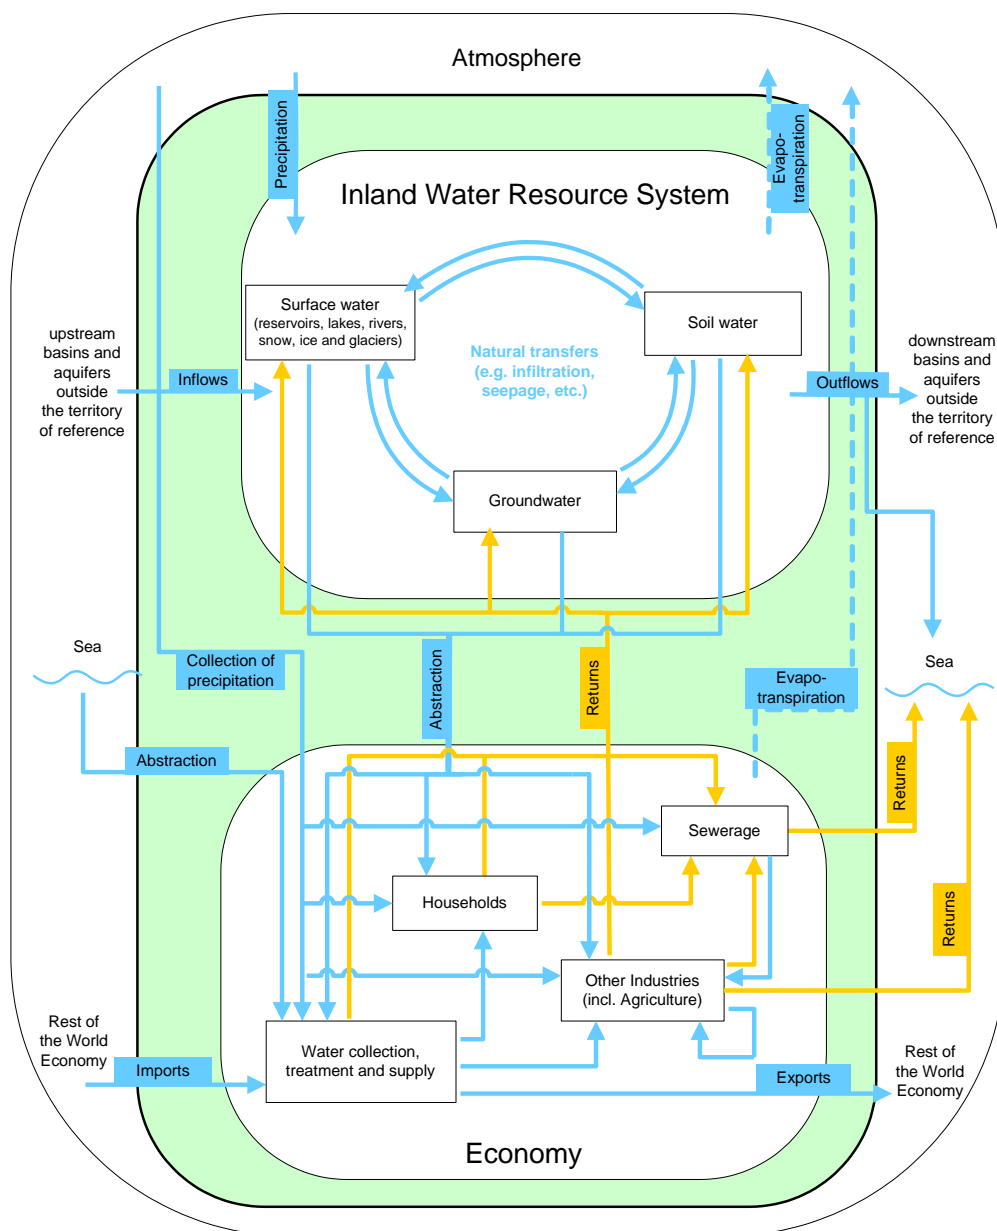 Atmosphere
Precipitation
Evapo-
transpiration
Inland Water Resource System
Surface water
(reservoirs, lakes, rivers,
snow, ice and glaciers)
Soil water
upstream
basins and
aquifers
outside
the territory
of reference
Inflows
Natural transfers
(e.g. infiltration,
seepage, etc.)
Outflows
downstream
basins and
aquifers
outside
the territory
of reference
Groundwater
Sea
Collection of
precipitation
Abstraction
Returns
Evapo-
transpiration
Sea
Abstraction
Returns
Sewerage
Households
Returns
Other Industries
(incl. Agriculture)
Rest of
the World
Economy
Imports
Water collection,
treatment and supply
Exports
Rest of
the World
Economy
Economy